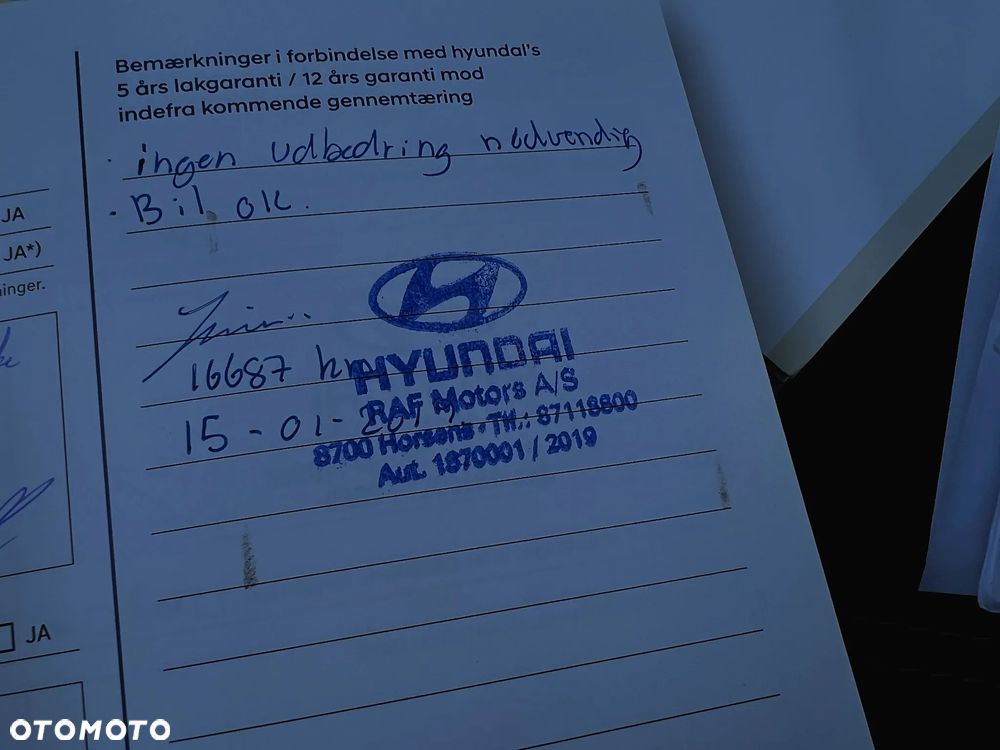 JA
JA*)
ninger.
JA
Bemærkninger i forbindelse med hyundai's
5 års lakgaranti / 12 års garanti mod
indefra kommende gennemtæring
· ingen udbedring nødvendig
· Bil ok.
16687 km
15-01-2019
HYUNDAI
RAF Motors A/S
8700 Horsens · Tlf.: 87118800
Aut. 1870001 / 2019
OTOMOTO